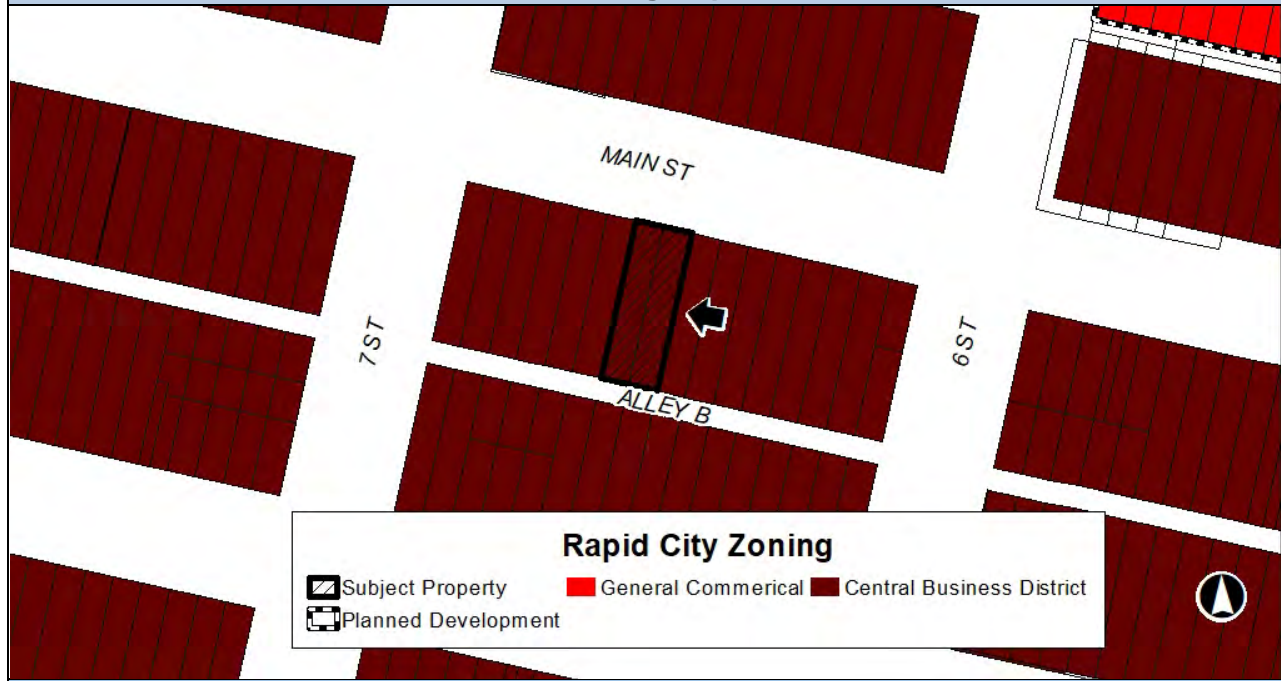 MAIN ST
7 ST
6 ST
ALLEY B
Rapid City Zoning
Subject Property
General Commerical
Central Business District
Planned Development